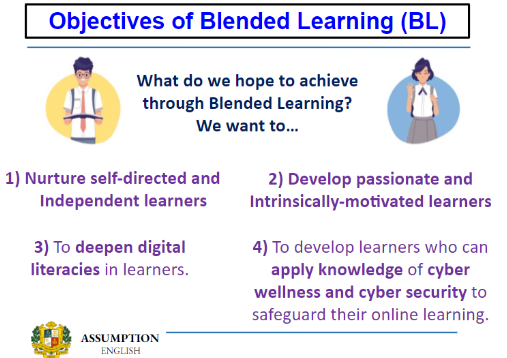 Objectives of Blended Learning (BL)
What do we hope to achieve
through Blended Learning?
We want to...
1) Nurture self-directed and
Independent learners
2) Develop passionate and
Intrinsically-motivated learners
3) To deepen digital
literacies in learners.
4) To develop learners who can
apply knowledge of cyber
wellness and cyber security to
safeguard their online learning.
ASSUMPTION
ENGLISH